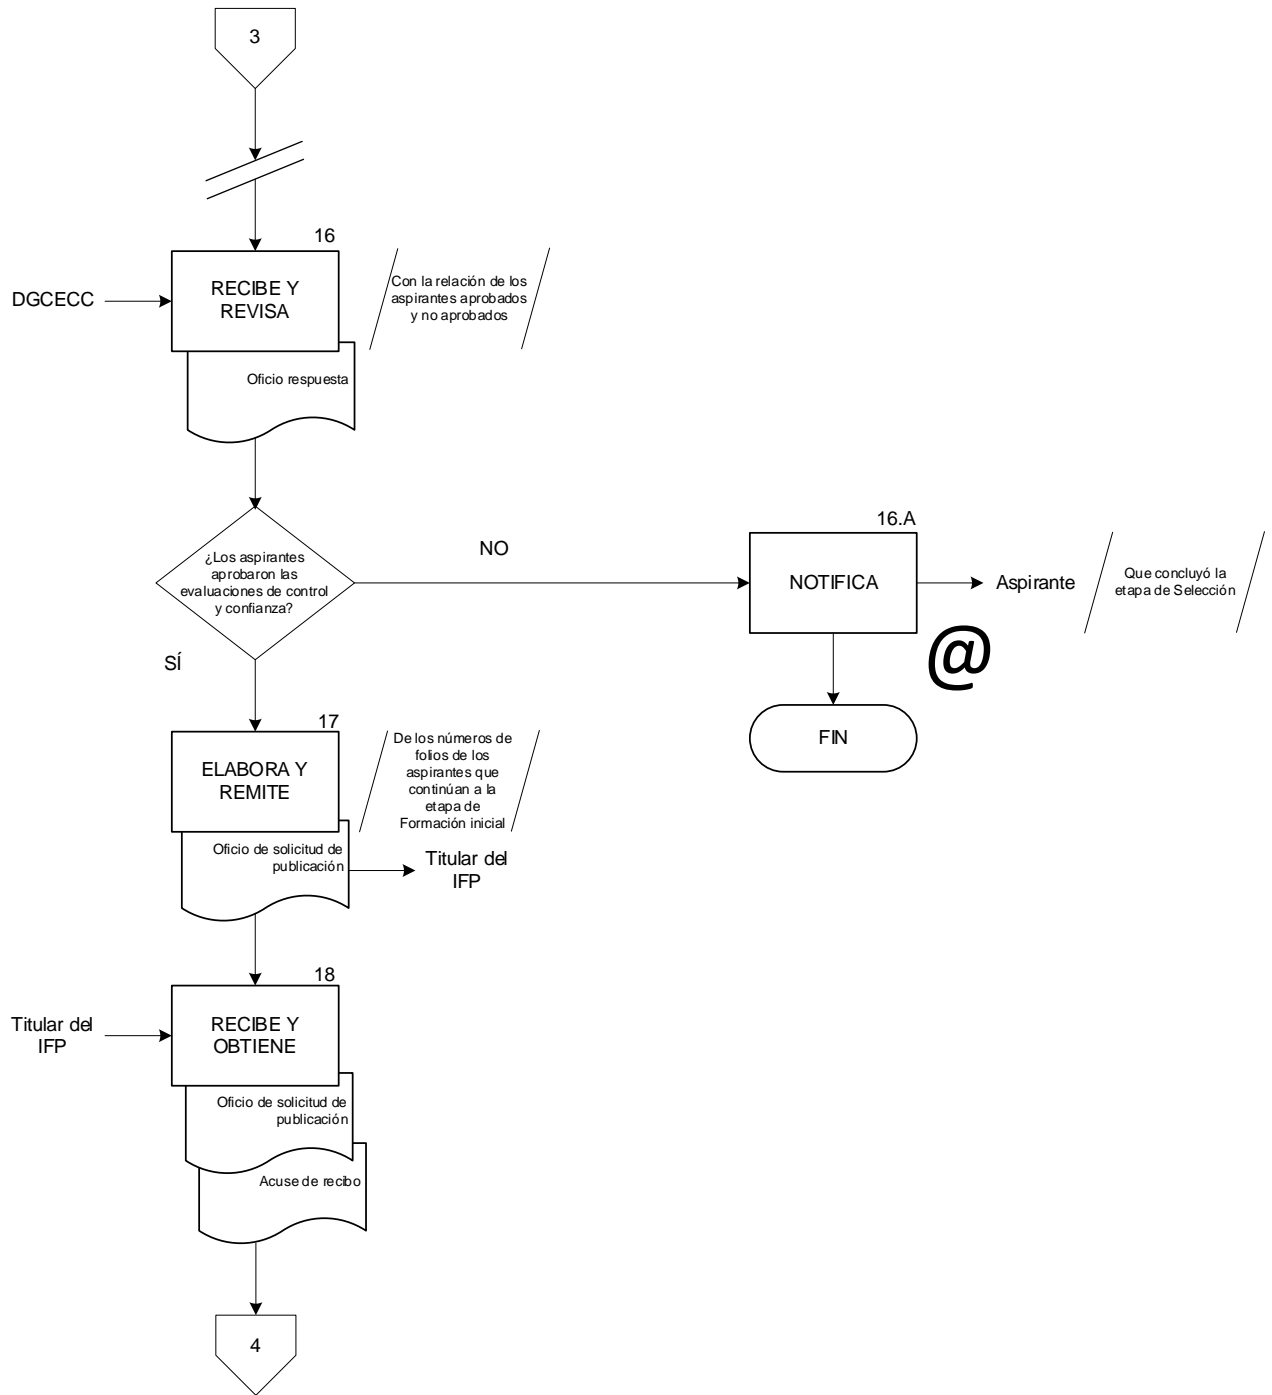 3
16
DGCECC
RECIBE Y
REVISA
Con la relación de los
aspirantes aprobados
y no aprobados
Oficio respuesta
¿Los aspirantes
aprobaron las
evaluaciones de control
y confianza?
NO
16.A
NOTIFICA
Aspirante
Que concluyó la
etapa de Selección
@
FIN
SÍ
17
ELABORA Y
REMITE
De los números de
folios de los
aspirantes que
continúan a la
etapa de
Formación inicial
Oficio de solicitud de
publicación
Titular del
IFP
18
Titular del
IFP
RECIBE Y
OBTIENE
Oficio de solicitud de
publicación
Acuse de recibo
4